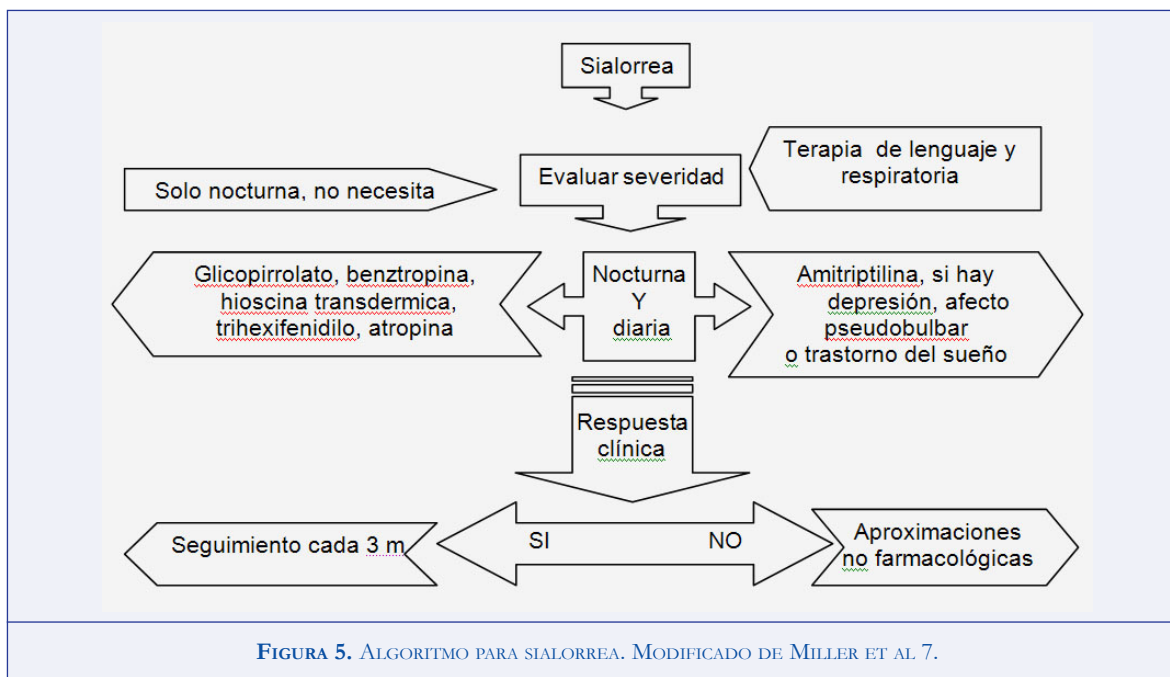 Sialorrea
Terapia de lenguaje y
respiratoria
Evaluar severidad
Solo nocturna, no necesita
Glicopirrolato, benztropina,
hioscina transdermica,
trihexifenidilo, atropina
Nocturna
Y
diaria
Amitriptilina, si hay
depresión, afecto
pseudobulbar
o trastorno del sueño
Respuesta
clínica
Seguimiento cada 3 m
SI
NO
Aproximaciones
no farmacológicas
FIGURA 5. ALGORITMO PARA SIALORREA. MODIFICADO DE MILLER ET AL 7.